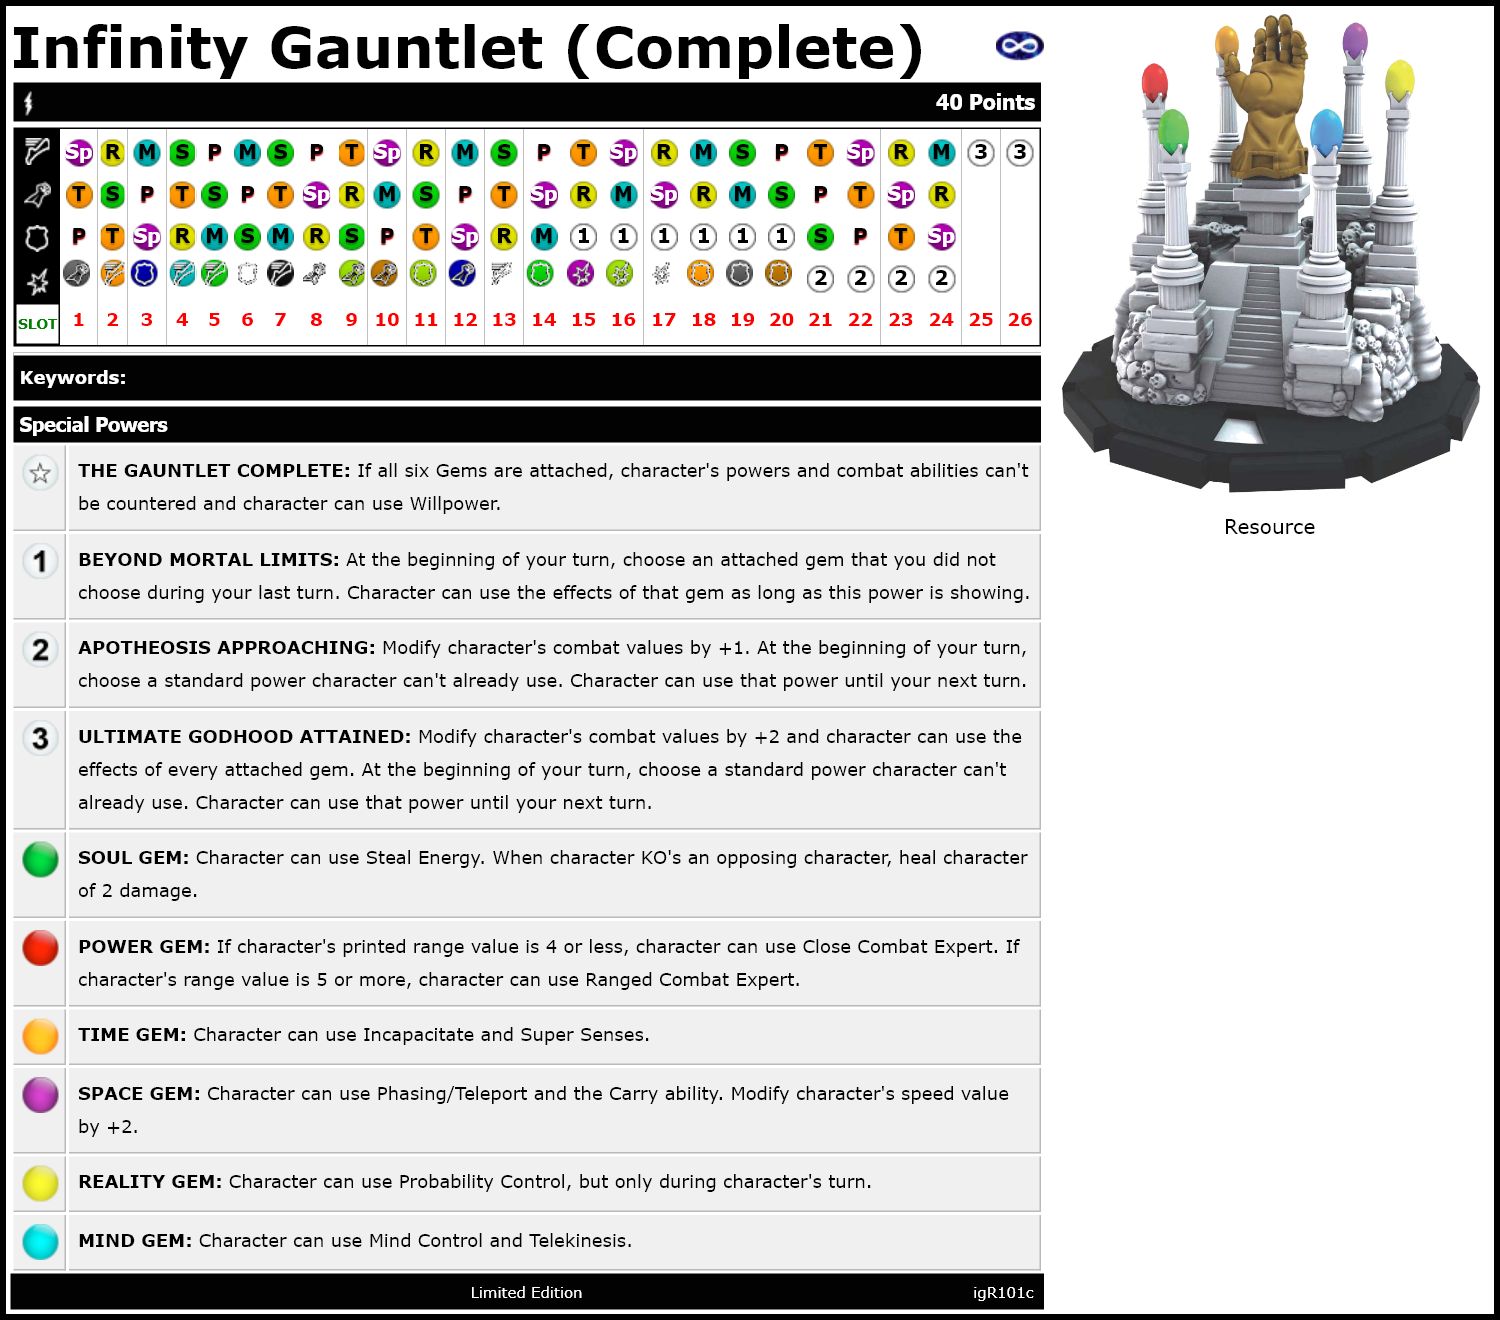 Infinity Gauntlet (Complete)
40 Points
Sp R M S P M S P T Sp R M S P T Sp R M S P T Sp R M 3 3
T S P T S P T Sp R M S P T Sp R M Sp R M S P T Sp R
P T Sp R M S M R S P T Sp R M 1 1 1 1 1 1 S P T Sp
2 2 2 2
SLOT 1 2 3 4 5 6 7 8 9 10 11 12 13 14 15 16 17 18 19 20 21 22 23 24 25 26
Keywords:
Special Powers
THE GAUNTLET COMPLETE: If all six Gems are attached, character's powers and combat abilities can't
be countered and character can use Willpower.
1 BEYOND MORTAL LIMITS: At the beginning of your turn, choose an attached gem that you did not
choose during your last turn. Character can use the effects of that gem as long as this power is showing.
2 APOTHEOSIS APPROACHING: Modify character's combat values by +1. At the beginning of your turn,
choose a standard power character can't already use. Character can use that power until your next turn.
3 ULTIMATE GODHOOD ATTAINED: Modify character's combat values by +2 and character can use the
effects of every attached gem. At the beginning of your turn, choose a standard power character can't
already use. Character can use that power until your next turn.
SOUL GEM: Character can use Steal Energy. When character KO's an opposing character, heal character
of 2 damage.
POWER GEM: If character's printed range value is 4 or less, character can use Close Combat Expert. If
character's range value is 5 or more, character can use Ranged Combat Expert.
TIME GEM: Character can use Incapacitate and Super Senses.
SPACE GEM: Character can use Phasing/Teleport and the Carry ability. Modify character's speed value
by +2.
REALITY GEM: Character can use Probability Control, but only during character's turn.
MIND GEM: Character can use Mind Control and Telekinesis.
Limited Edition
igR101c
Resource